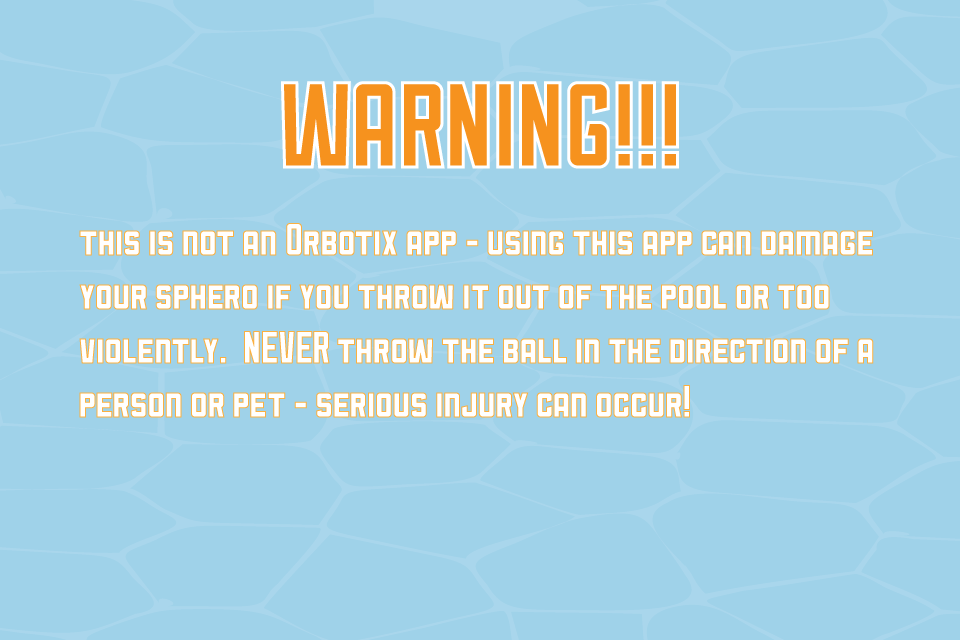 WARNING!!!
this is not an Orbotix app - using this app can damage
your sphero if you throw it out of the pool or too
violently.  NEVER throw the ball in the direction of a
person or pet - serious injury can occur!